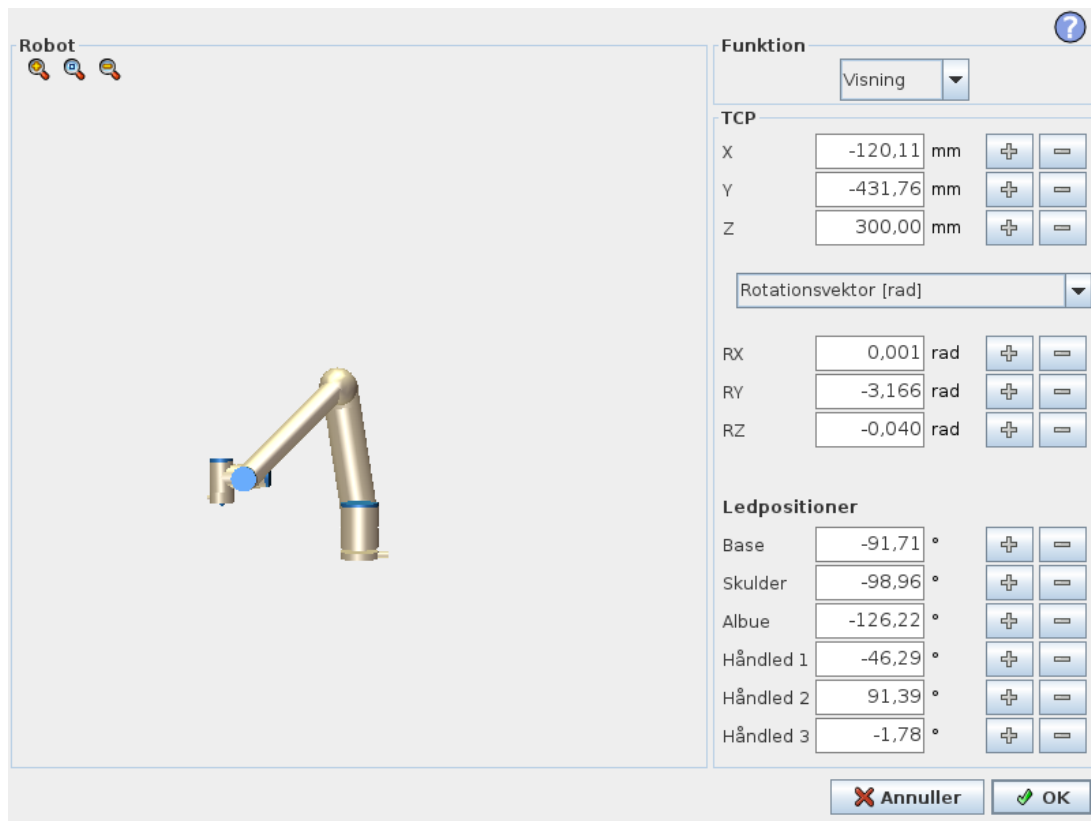 ?
Robot
Funktion
Visning
TCP
X -120,11 mm
Y -431,76 mm
Z 300,00 mm
Rotationsvektor [rad]
RX 0,001 rad
RY -3,166 rad
RZ -0,040 rad
Ledpositioner
Base -91,71 °
Skulder -98,96 °
Albue -126,22 °
Håndled 1 -46,29 °
Håndled 2 91,39 °
Håndled 3 -1,78 °
Annuller OK